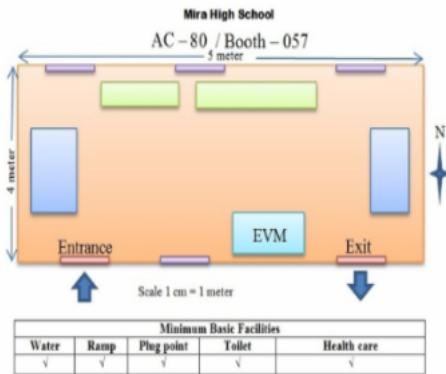 Mira High School
AC – 80 / Booth – 057
5 meter
4 meter
N
EVM
Entrance
Exit
Scale 1 cm = 1 meter
Minimum Basic Facilities
Water Ramp Plug point Toilet Health care
√ √ √ √ √